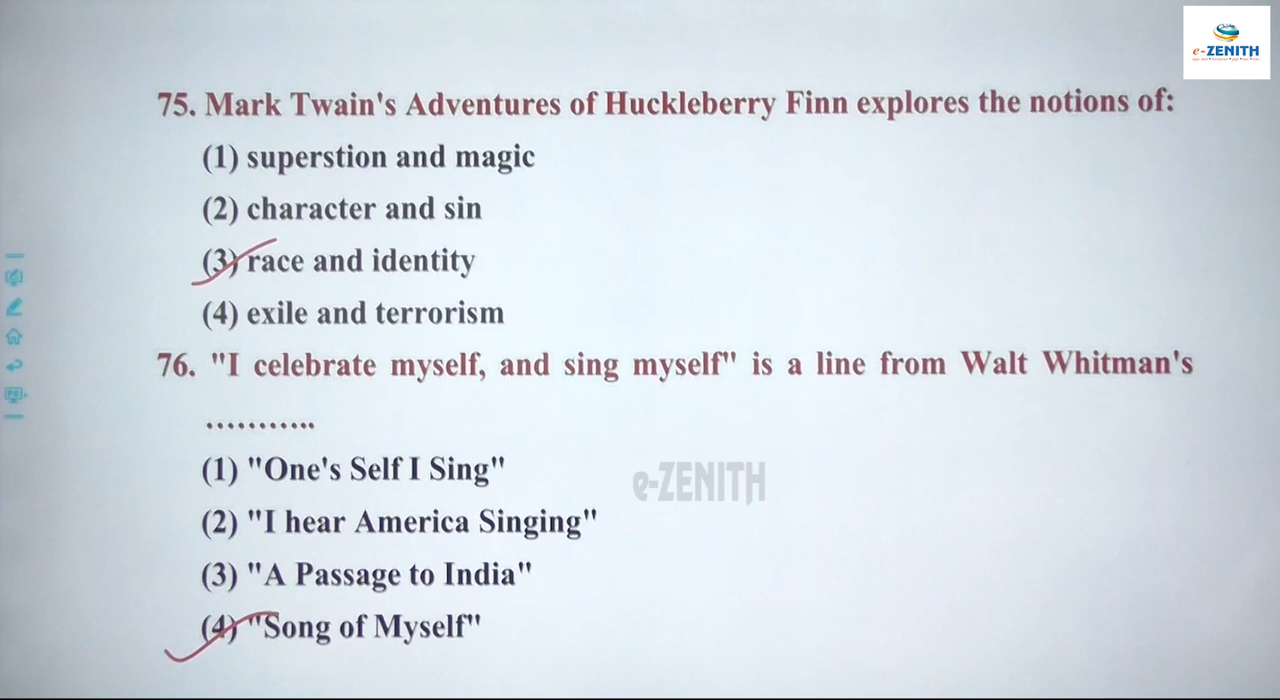 e-ZENITH
75. Mark Twain's Adventures of Huckleberry Finn explores the notions of:
(1) superstion and magic
(2) character and sin
(3) race and identity
(4) exile and terrorism
76. "I celebrate myself, and sing myself" is a line from Walt Whitman's
...........
(1) "One's Self I Sing"
e-ZENITH
(2) "I hear America Singing"
(3) "A Passage to India"
(4) "Song of Myself"